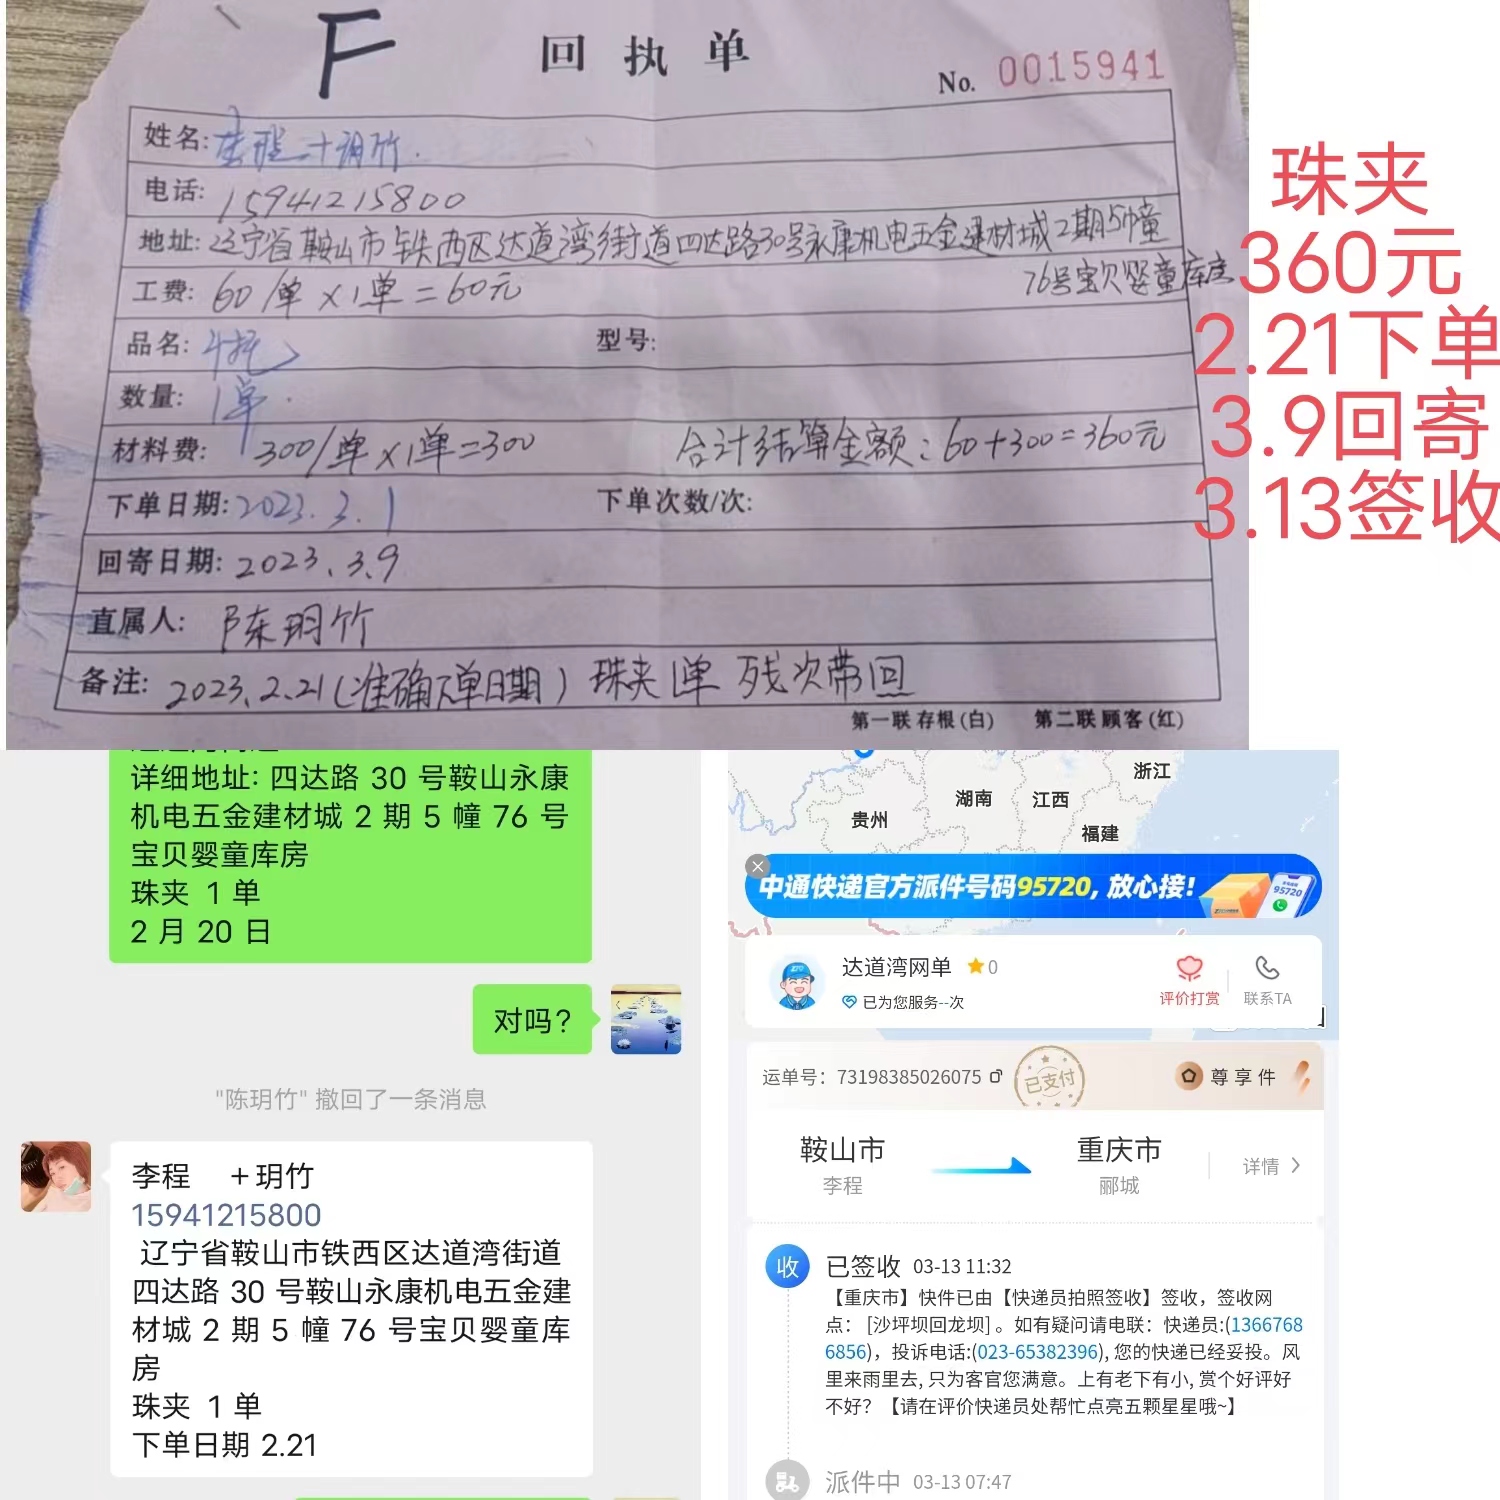 F
回执单
No. 0015941
姓名: 李程二十玥竹.
电话: 15941215800
地址: 辽宁省鞍山市铁西区达道湾街道四达路30号永康机电五金建材城2期5幢
76号宝贝婴童库房
工费: 60/单×1单=60元
品名:
型号:
数量: 1单.
材料费: 300/单×1单=300
合计结算金额: 60+300=360元
下单日期: 2023.3.1
下单次数/次:
回寄日期: 2023.3.9
直属人: 陈玥竹
备注: 2023.2.21(准确下单日期) 珠夹1单 残次带回
第一联 存根(白) 第二联 顾客(红)
珠夹
360元
2.21下单
3.9回寄
3.13签收
详细地址: 四达路 30 号鞍山永康
机电五金建材城 2 期 5 幢 76 号
宝贝婴童库房
珠夹 1 单
2 月 20 日
对吗?
"陈玥竹" 撤回了一条消息
李程 +玥竹
15941215800
辽宁省鞍山市铁西区达道湾街道
四达路 30 号鞍山永康机电五金建
材城 2 期 5 幢 76 号宝贝婴童库
房
珠夹 1 单
下单日期 2.21
浙江
湖南
江西
贵州
福建
中通快递官方派件号码95720, 放心接!
95720
达道湾网单 0
已为您服务--次
评价打赏
联系TA
运单号: 73198385026075
已支付
尊享件
鞍山市
重庆市
李程
郦城
详情
收
已签收 03-13 11:32
【重庆市】快件已由【快递员拍照签收】签收，签收网
点： [沙坪坝回龙坝] 。如有疑问请电联：快递员:(1366768
6856)，投诉电话:(023-65382396), 您的快递已经妥投。风
里来雨里去, 只为客官您满意。上有老下有小, 赏个好评好
不好？【请在评价快递员处帮忙点亮五颗星星哦~】
派件中 03-13 07:47